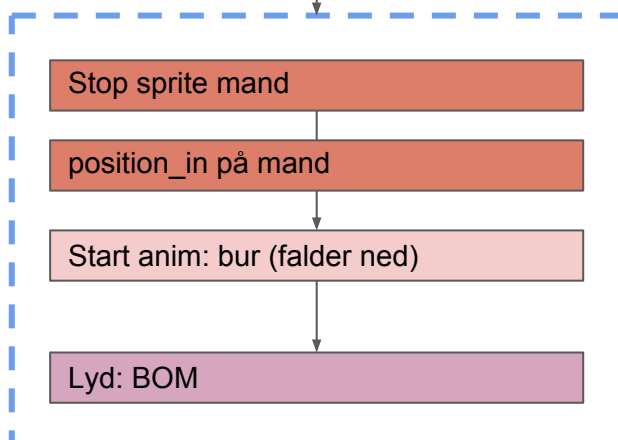 Stop sprite mand
position_in på mand
Start anim: bur (falder ned)
Lyd: BOM